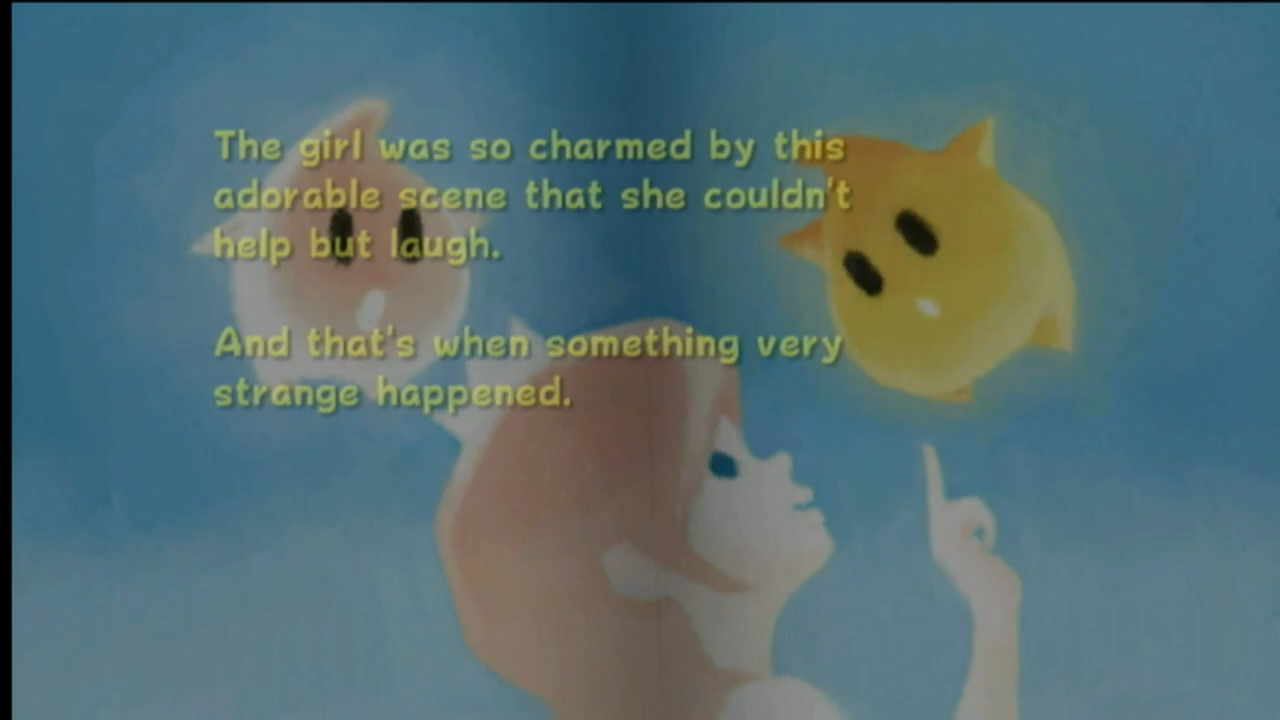 The girl was so charmed by this
adorable scene that she couldn't
help but laugh.
And that's when something very
strange happened.